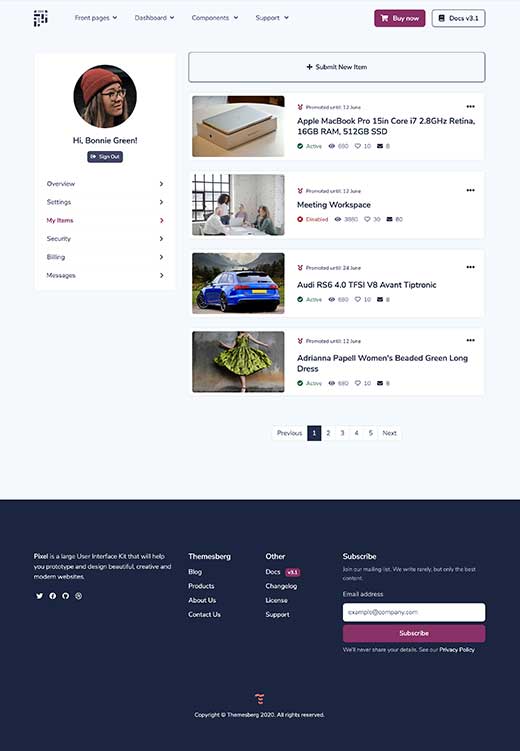 Front pages
Dashboard
Components
Support
Buy now
Docs v3.1
Hi, Bonnie Green!
Sign Out
Overview
Settings
My Items
Security
Billing
Messages
Submit New Item
Promoted until: 12 June
Apple MacBook Pro 15in Core i7 2.8GHz Retina,
16GB RAM, 512GB SSD
Active 680 10 8
Promoted until: 12 June
Meeting Workspace
Disabled 3880 30 80
Promoted until: 24 June
Audi RS6 4.0 TFSI V8 Avant Tiptronic
Active 680 10 8
Promoted until: 12 June
Adrianna Papell Women's Beaded Green Long
Dress
Active 680 10 8
Previous 1 2 3 4 5 Next
Pixel is a large User Interface Kit that will help
you prototype and design beautiful, creative and
modern websites.
Themesberg
Blog
Products
About Us
Contact Us
Other
Docs v3.1
Changelog
License
Support
Subscribe
Join our mailing list. We write rarely, but only the best
content.
Email address
example@company.com
Subscribe
We'll never share your details. See our Privacy Policy
Copyright © Themesberg 2020. All rights reserved.